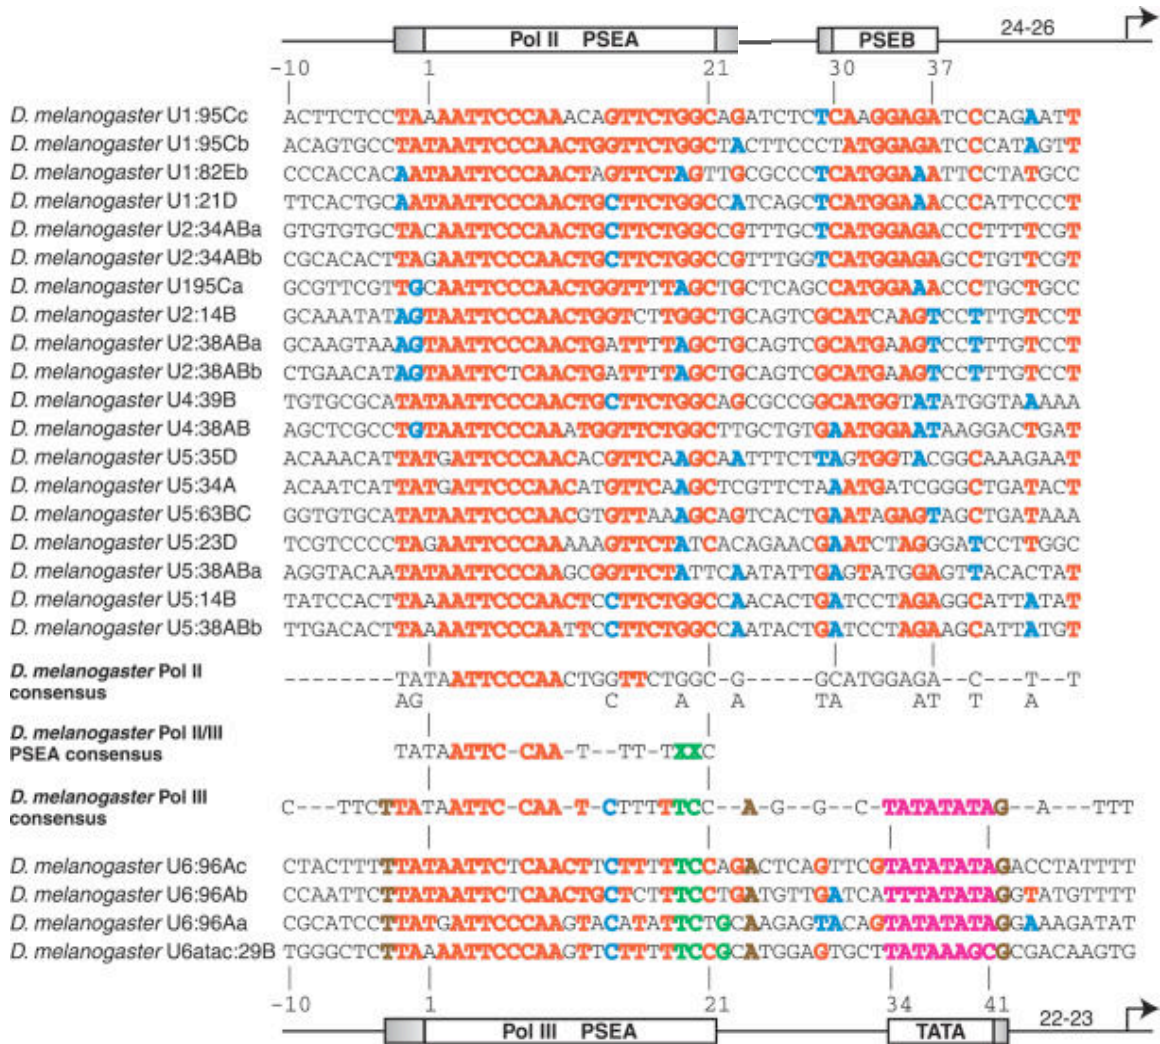 Pol II PSEA
PSEB
24-26
-10 1 21 30 37
D. melanogaster U1:95Cc ACTTCTCCTAAAAATTCCCAAACAGTTCTGGCAGATCTCTCAAGGAGATCCCAGAATT
D. melanogaster U1:95Cb ACAGTGCCTATAATTCCCAACTGGTTCTGGCTACTTCCCTATGGAGATCCCATAGTT
D. melanogaster U1:82Eb CCCACCACAATAATTCCCAACTAGTTCTAGTTGCGCCCTCATGGAAATTCCTATGCC
D. melanogaster U1:21D TTCACTGCAATAATTCCCAACTGCTTCTGGCCATCAGCTCATGGAAACCCATTCCCT
D. melanogaster U2:34ABa GTGTGTGCTACAATTCCCAACTGCTTCTGGCCGTTTGCTCATGGAGACCCTTTTCGT
D. melanogaster U2:34ABb CGCACACTTAGAATTCCCAACTGCTTCTGGCCGTTTGGTCATGGAGAGCCTGTTCGT
D. melanogaster U195Ca GCGTTCGTTGCAATTCCCAACTGGTTTTAGCTGCTCAGCCATGGAAACCCTGCTGCC
D. melanogaster U2:14B GCAAATATAGTAATTCCCAACTGGTCTTGGCTGCAGTCGCATCAAGTCCTTTGTCCT
D. melanogaster U2:38ABa GCAAGTAAAGTAATTCCCAACTGATTTTAGCTGCAGTCGCATGAAGTCCTTTGTCCT
D. melanogaster U2:38ABb CTGAACATAGTAATTCTCAACTGATTTTAGCTGCAGTCGCATGAAGTCCTTTGTCCT
D. melanogaster U4:39B TGTGCGCATATAATTCCCAACTGCTTCTGGCAGCGCCGGCATGGTATATGGTAAAAA
D. melanogaster U4:38AB AGCTCGCCTGTAATTCCCAAATGGTTCTGGCTTGCTGTGAATGGAATAAGGACTGAT
D. melanogaster U5:35D ACAAACATTATGATTCCCAACACGTTCAAGCAATTTCTTAGTGGTACGGCAAAGAAT
D. melanogaster U5:34A ACAATCATTATGATTCCCAACATGTTCAAGCTCGTTCTAAATGATCGGGCTGATACT
D. melanogaster U5:63BC GGTGTGCATATAATTCCCAACGTGTTAAAGCAGTCACTGAATAGAGTAGCTGATAAA
D. melanogaster U5:23D TCGTCCCCTAGAATTCCCAAAAAGTTCTATCACAGAACGAATCTAGGGATCCTTGGC
D. melanogaster U5:38ABa AGGTACAATATAATTCCCAAGCGGTTCTATTCAATATTGAGTATGGAGTTACACTAT
D. melanogaster U5:14B TATCCACTTAAAATTCCCAACTCCTTCTGGCCAACACTGATCCTAGAGGCATTATAT
D. melanogaster U5:38ABb TTGACACTTAAAATTCCCAATTCCTTCTGGCCAATACTGATCCTAGAAGCATTATGT
D. melanogaster Pol II consensus --------TATAATTCCCAACTGGTTCTGGC-G-----GCATGGAGA--C---T--T
AG C A A TA AT T A
D. melanogaster Pol II/III PSEA consensus TATAATTC-CAA-T--TT-TXXC
D. melanogaster Pol III consensus C---TTCTTATAATTC-CAA-T-CTTTTTCC--A-G--G-C-TATATATAG--A--TTT
D. melanogaster U6:96Ac CTACTTTTTATAATTCTCAACTTCTTTTTCCAGACTCAGTTCGTATATATAGACCTATTTT
D. melanogaster U6:96Ab CCAATTCTTATAATTCTCAACTGCTCTTTCCTGATGTTGATCATTTATATAGGTATGTTTT
D. melanogaster U6:96Aa CGCATCCTTATGATTCCCAAGTACATATTCTGCAAGAGTACAGTATATATAGGAAAGATAT
D. melanogaster U6atac:29B TGGGCTCTTAAAATTCCCAAGTTCTTTTTCCGCATGGAGTGCTTATAAAGCGCGACAAGTG
-10 1 21 34 41
Pol III PSEA
TATA
22-23